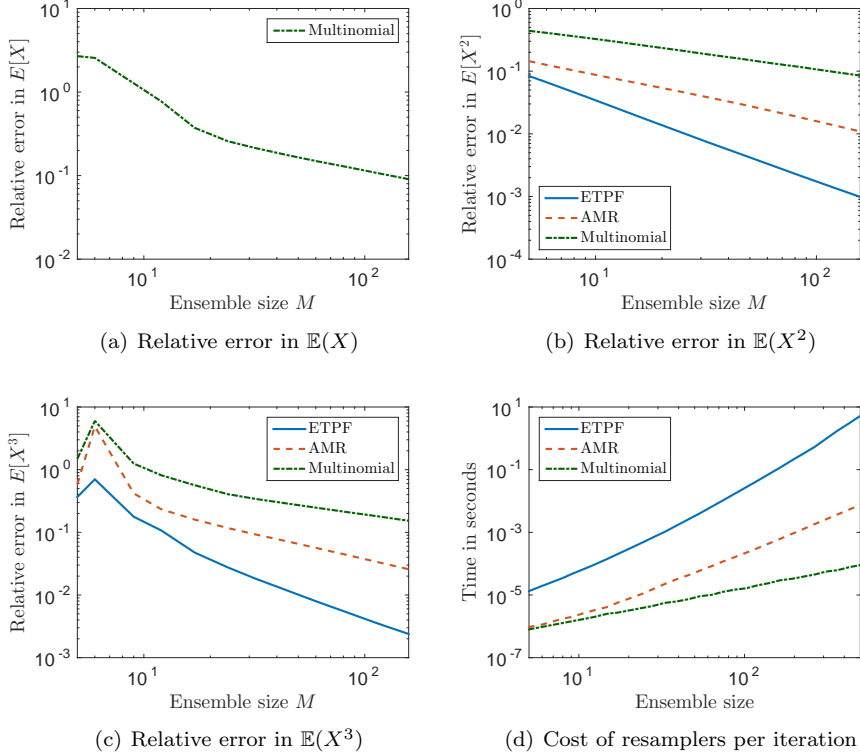 Relative error in E[X]
10^1
10^0
10^-1
10^-2
Multinomial
10^1 10^2
Ensemble size M
(a) Relative error in 𝔼(X)
Relative error in E[X^2]
10^0
10^-1
10^-2
10^-3
10^-4
ETPF
AMR
Multinomial
10^1 10^2
Ensemble size M
(b) Relative error in 𝔼(X^2)
Relative error in E[X^3]
10^1
10^0
10^-1
10^-2
10^-3
ETPF
AMR
Multinomial
10^1 10^2
Ensemble size M
(c) Relative error in 𝔼(X^3)
Time in seconds
10^1
10^-1
10^-3
10^-5
10^-7
ETPF
AMR
Multinomial
10^1 10^2
Ensemble size
(d) Cost of resamplers per iteration